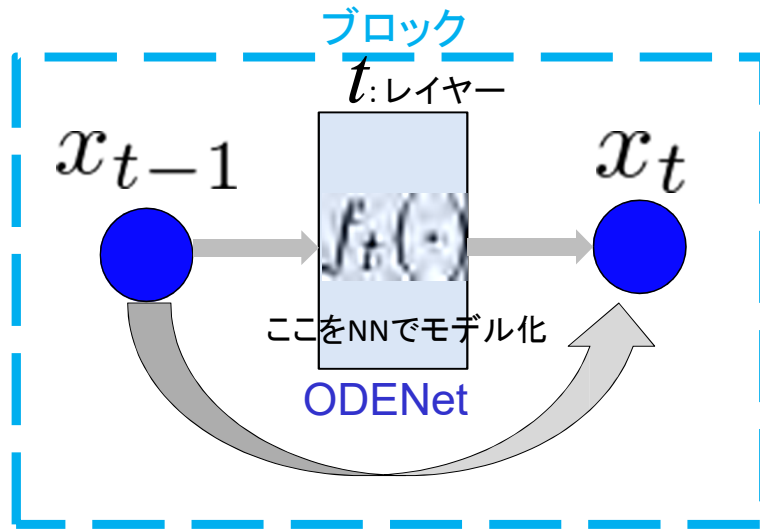 ブロック
t:レイヤー
x_{t-1}
x_t
f_t(·)
ここをNNでモデル化
ODENet